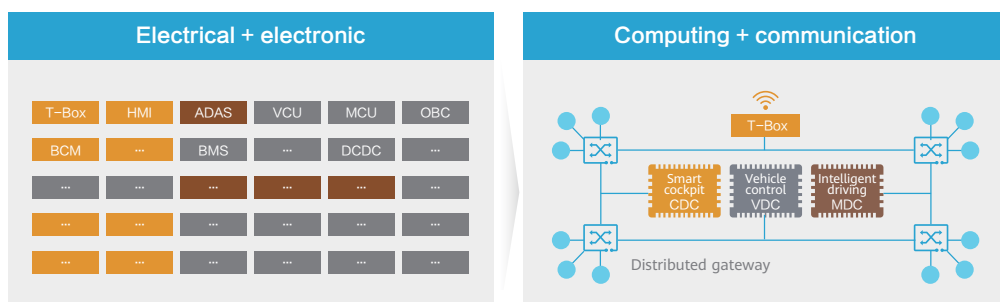 Electrical + electronic
T-Box HMI ADAS VCU MCU OBC
BCM ... BMS ... DCDC ...
... ... ... ... ... ...
... ... ... ... ... ...
... ... ... ... ... ...
Computing + communication
T-Box
Smart
cockpit
CDC
Vehicle
control
VDC
Intelligent
driving
MDC
Distributed gateway